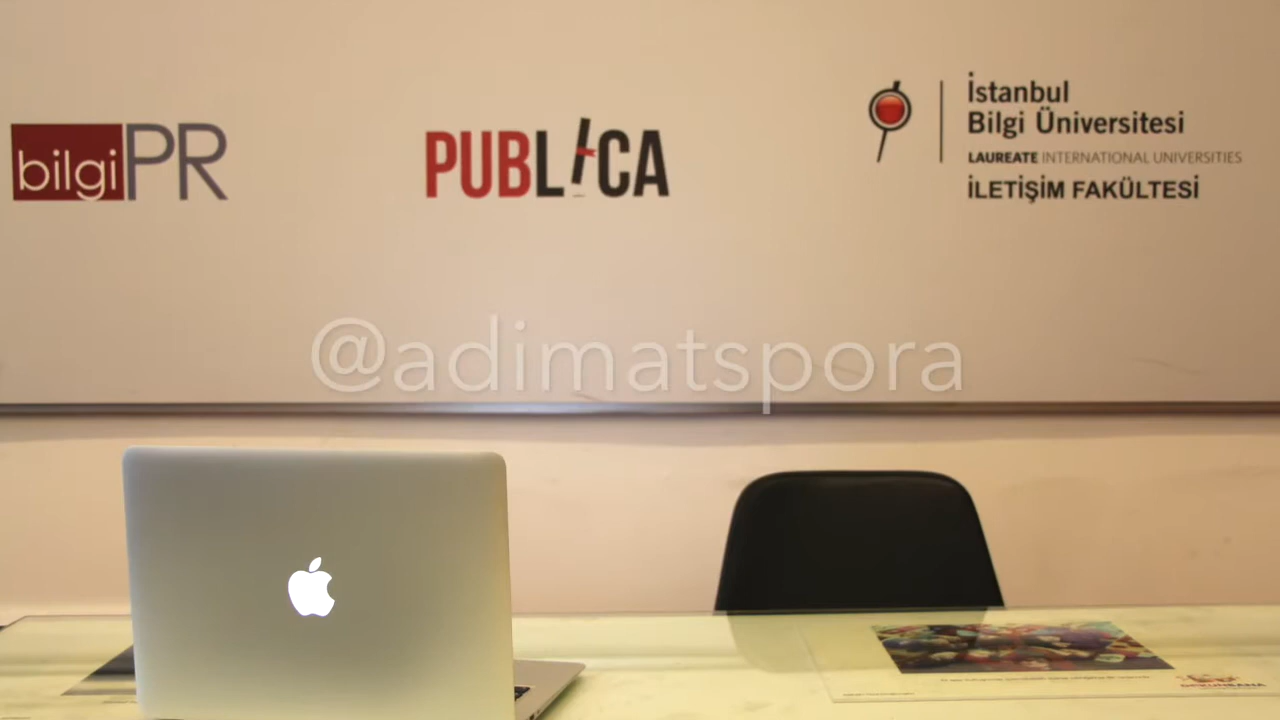 bilgiPR
PUBLICA
İstanbul
Bilgi Üniversitesi
LAUREATE INTERNATIONAL UNIVERSITIES
İLETİŞİM FAKÜLTESİ
@adimatspora